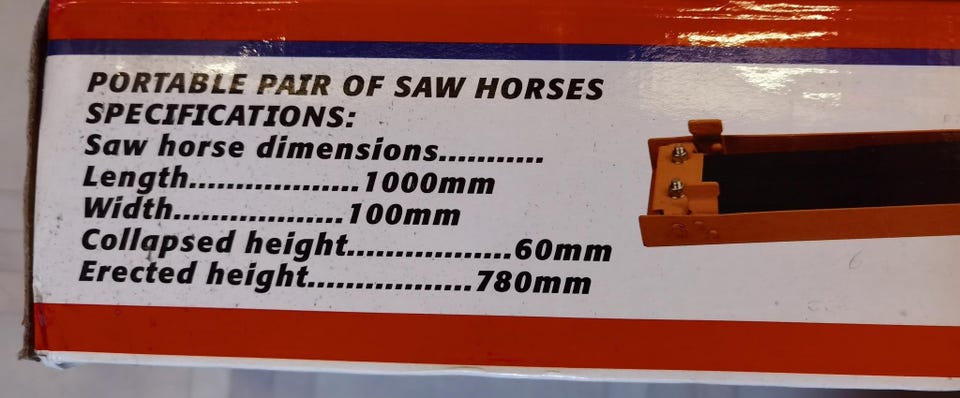 PORTABLE PAIR OF SAW HORSES
SPECIFICATIONS:
Saw horse dimensions...........
Length.................1000mm
Width.................100mm
Collapsed height.................60mm
Erected height.................780mm